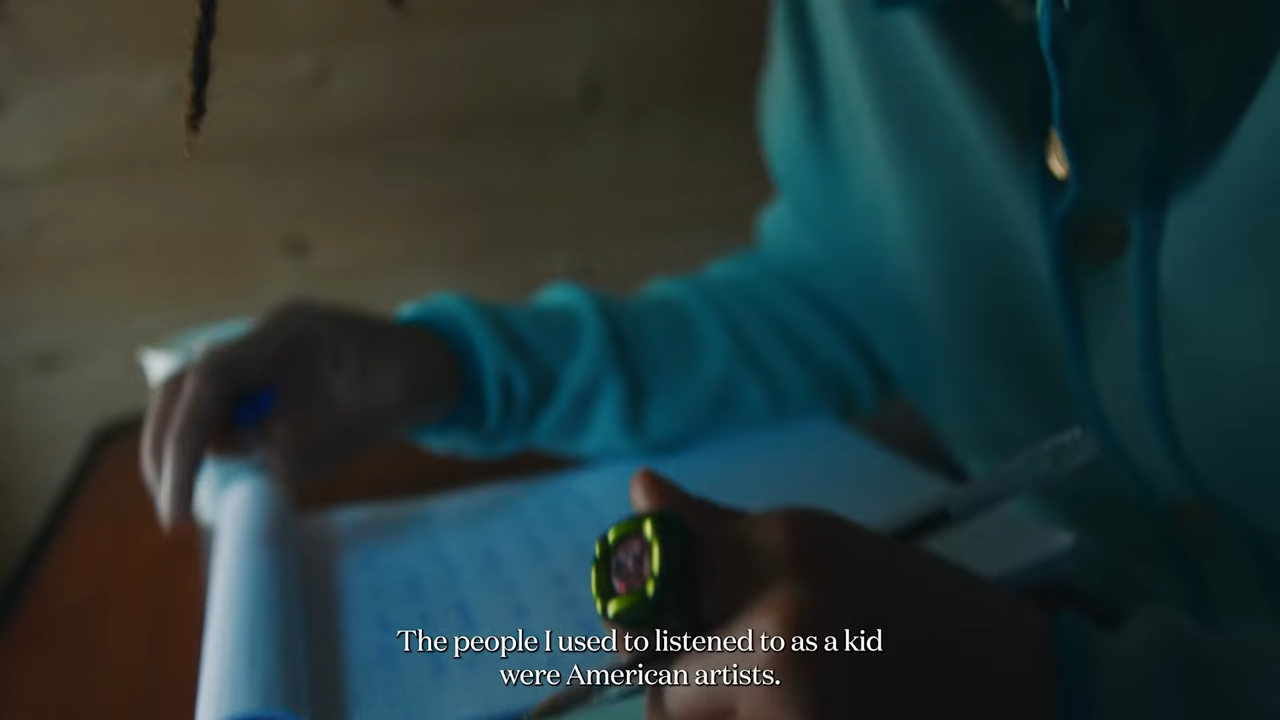 The people I used to listened to as a kid
were American artists.